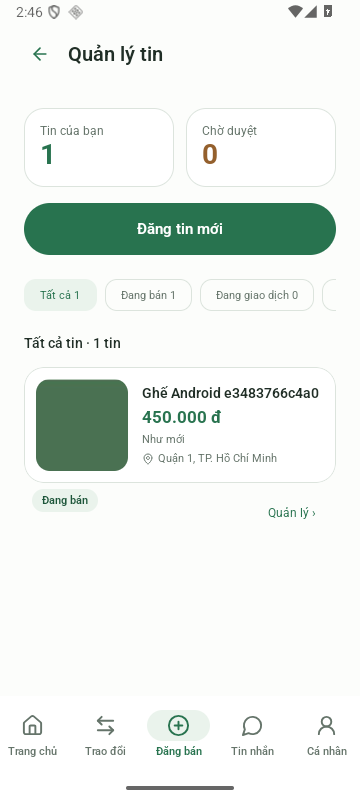 2:46
Quản lý tin
Tin của bạn
1
Chờ duyệt
0
Đăng tin mới
Tất cả 1
Đang bán 1
Đang giao dịch 0
Tất cả tin · 1 tin
Ghế Android e3483766c4a0
450.000 đ
Như mới
Quận 1, TP. Hồ Chí Minh
Đang bán
Quản lý ›
Trang chủ
Trao đổi
Đăng bán
Tin nhắn
Cá nhân